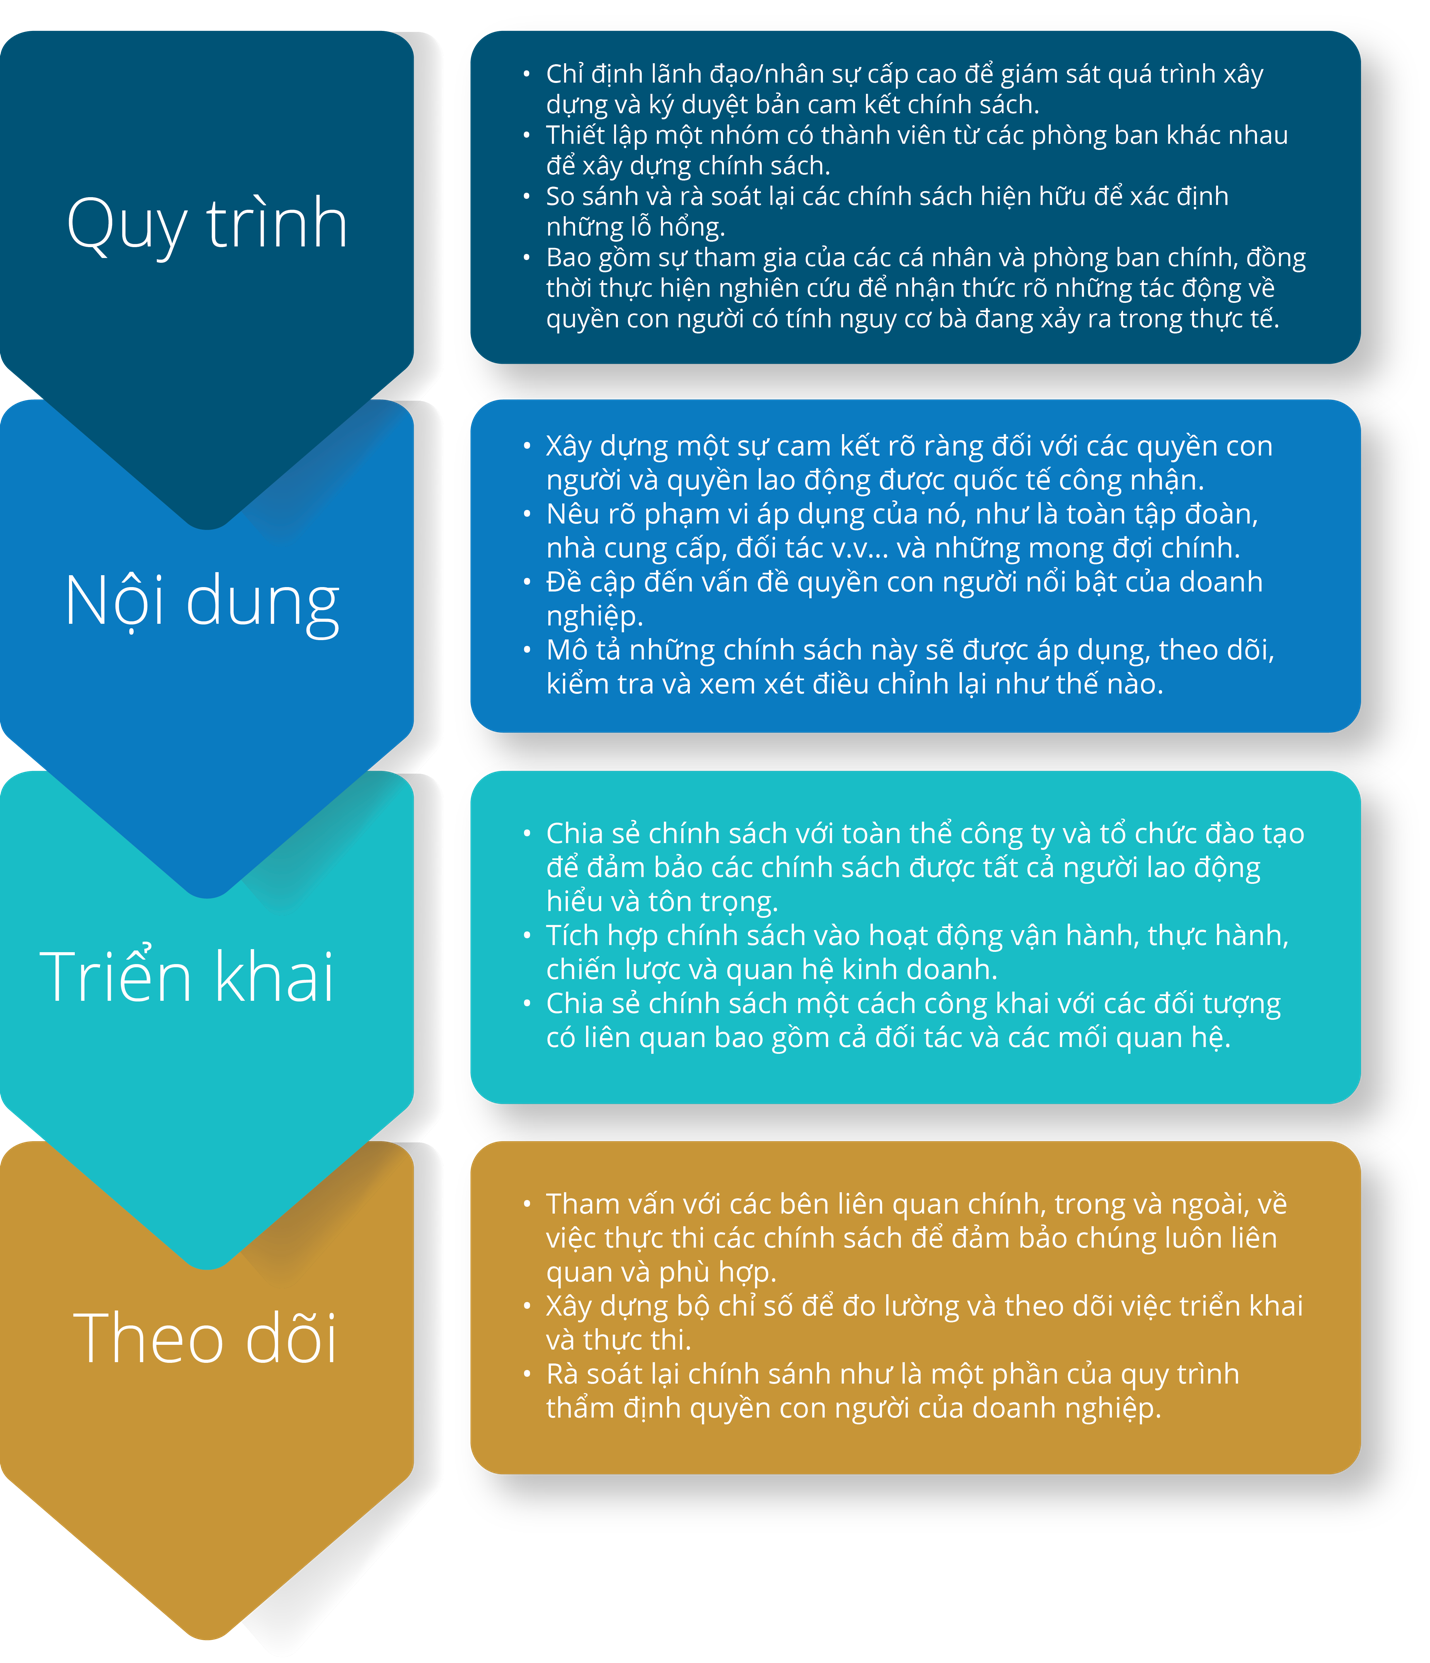 Quy trình
• Chỉ định lãnh đạo/nhân sự cấp cao để giám sát quá trình xây
dựng và ký duyệt bản cam kết chính sách.
• Thiết lập một nhóm có thành viên từ các phòng ban khác nhau
để xây dựng chính sách.
• So sánh và rà soát lại các chính sách hiện hữu để xác định
những lỗ hổng.
• Bao gồm sự tham gia của các cá nhân và phòng ban chính, đồng
thời thực hiện nghiên cứu để nhận thức rõ những tác động về
quyền con người có tính nguy cơ bà đang xảy ra trong thực tế.
Nội dung
• Xây dựng một sự cam kết rõ ràng đối với các quyền con
người và quyền lao động được quốc tế công nhận.
• Nêu rõ phạm vi áp dụng của nó, như là toàn tập đoàn,
nhà cung cấp, đối tác v.v... và những mong đợi chính.
• Đề cập đến vấn đề quyền con người nổi bật của doanh
nghiệp.
• Mô tả những chính sách này sẽ được áp dụng, theo dõi,
kiểm tra và xem xét điều chỉnh lại như thế nào.
Triển khai
• Chia sẻ chính sách với toàn thể công ty và tổ chức đào tạo
để đảm bảo các chính sách được tất cả người lao động
hiểu và tôn trọng.
• Tích hợp chính sách vào hoạt động vận hành, thực hành,
chiến lược và quan hệ kinh doanh.
• Chia sẻ chính sách một cách công khai với các đối tượng
có liên quan bao gồm cả đối tác và các mối quan hệ.
Theo dõi
• Tham vấn với các bên liên quan chính, trong và ngoài, về
việc thực thi các chính sách để đảm bảo chúng luôn liên
quan và phù hợp.
• Xây dựng bộ chỉ số để đo lường và theo dõi việc triển khai
và thực thi.
• Rà soát lại chính sánh như là một phần của quy trình
thẩm định quyền con người của doanh nghiệp.